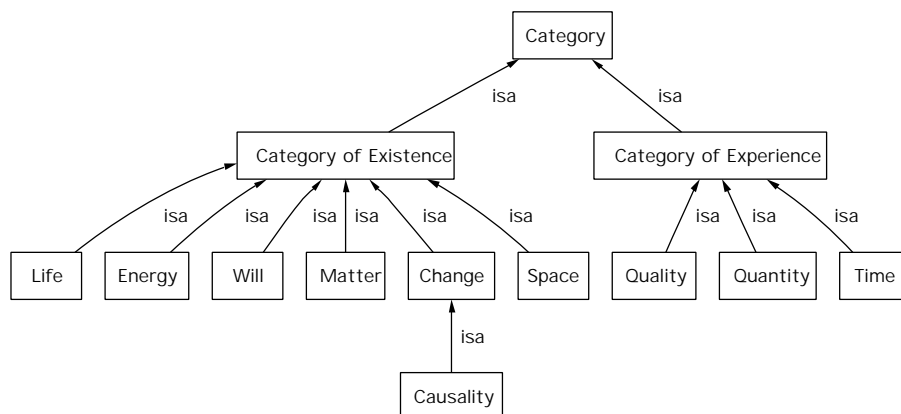 Category
isa
isa
Category of Existence
Category of Experience
isa
isa
isa
isa
isa
isa
isa
isa
isa
Life
Energy
Will
Matter
Change
Space
Quality
Quantity
Time
isa
Causality